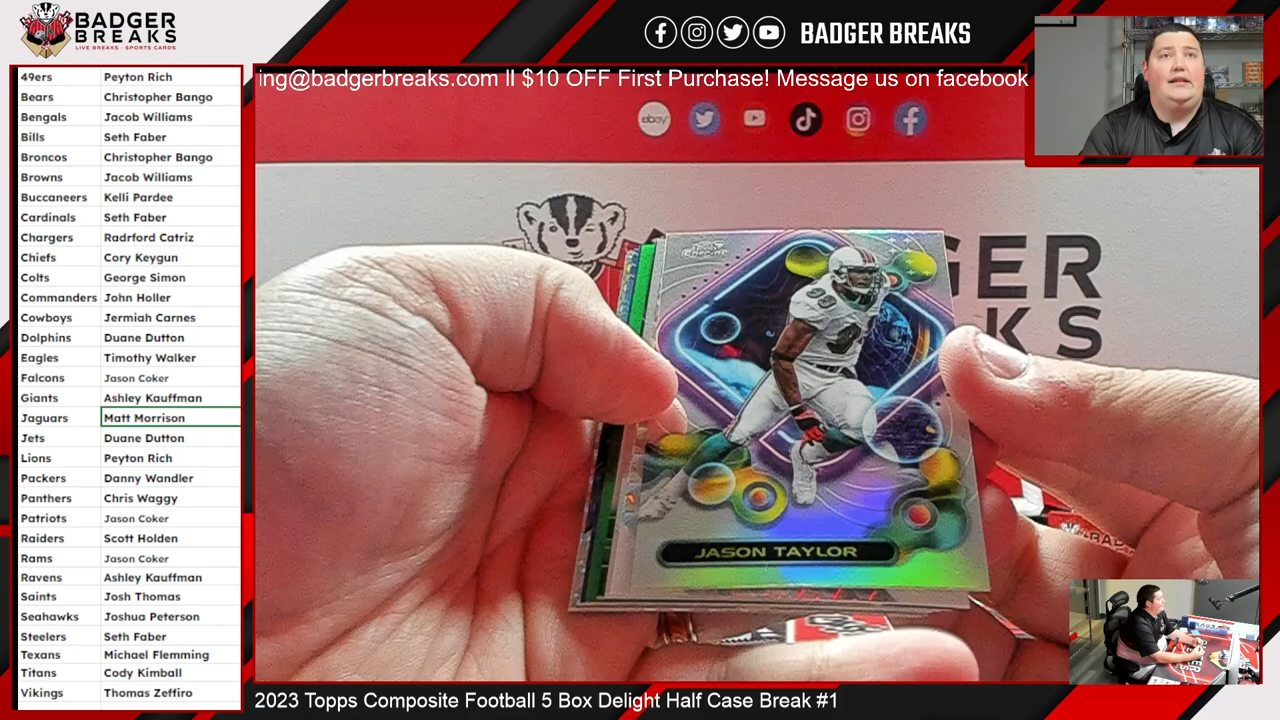 BADGER
BREAKS
LIVE BREAKS - SPORTS CARDS
BADGER BREAKS
ing@badgerbreaks.com ll $10 OFF First Purchase! Message us on facebook
49ers Peyton Rich
Bears Christopher Bango
Bengals Jacob Williams
Bills Seth Faber
Broncos Christopher Bango
Browns Jacob Williams
Buccaneers Kelli Pardee
Cardinals Seth Faber
Chargers Radrford Catriz
Chiefs Cory Keygun
Colts George Simon
Commanders John Holler
Cowboys Jermiah Carnes
Dolphins Duane Dutton
Eagles Timothy Walker
Falcons Jason Coker
Giants Ashley Kauffman
Jaguars Matt Morrison
Jets Duane Dutton
Lions Peyton Rich
Packers Danny Wandler
Panthers Chris Waggy
Patriots Jason Coker
Raiders Scott Holden
Rams Jason Coker
Ravens Ashley Kauffman
Saints Josh Thomas
Seahawks Joshua Peterson
Steelers Seth Faber
Texans Michael Flemming
Titans Cody Kimball
Vikings Thomas Zeffiro
ebay
GER
KS
99
JASON TAYLOR
2023 Topps Composite Football 5 Box Delight Half Case Break #1